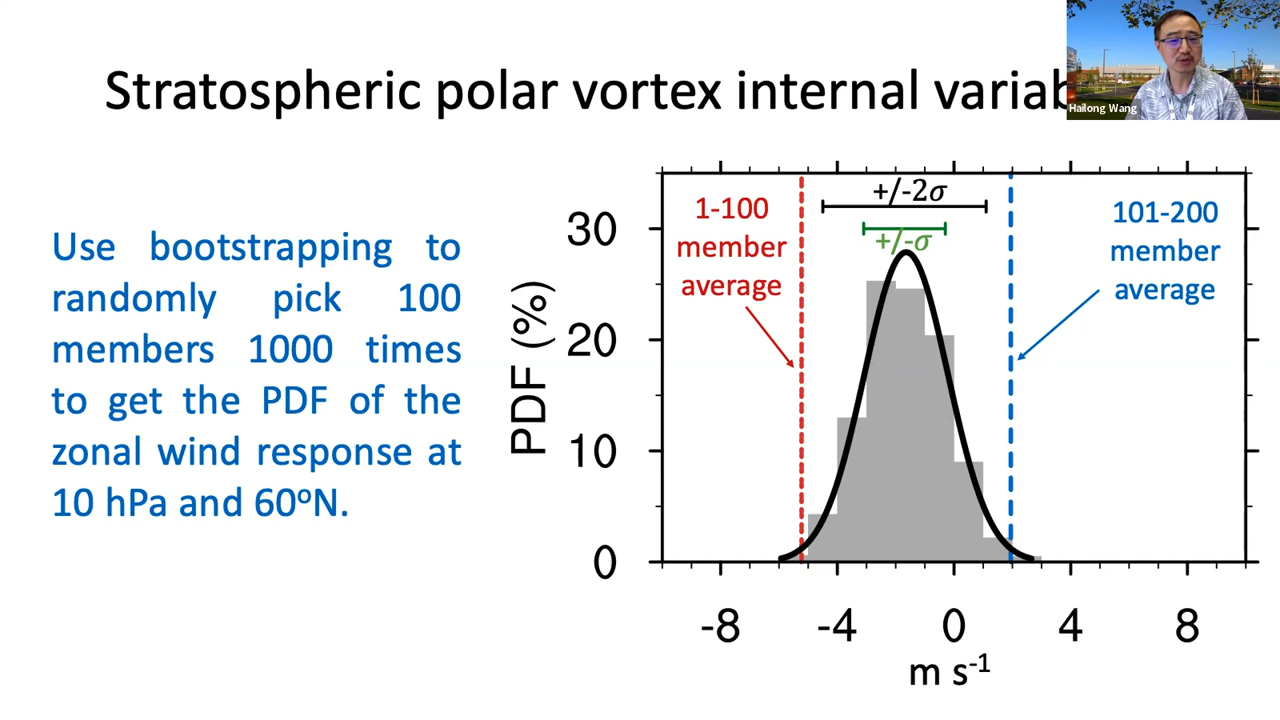 Stratospheric polar vortex internal
Hailong Wang
Use bootstrapping to
randomly pick 100
members 1000 times
to get the PDF of the
zonal wind response at
10 hPa and 60ºN.
+/-2σ
+/-σ
1-100
member
average
101-200
member
average
PDF (%)
30
20
10
0
-8 -4 0 4 8
m s⁻¹